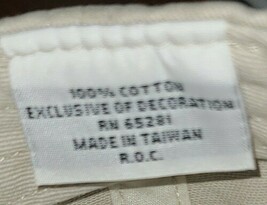 100% COTTON
EXCLUSIVE OF DECORATION
RN 65281
MADE IN TAIWAN
R.O.C.